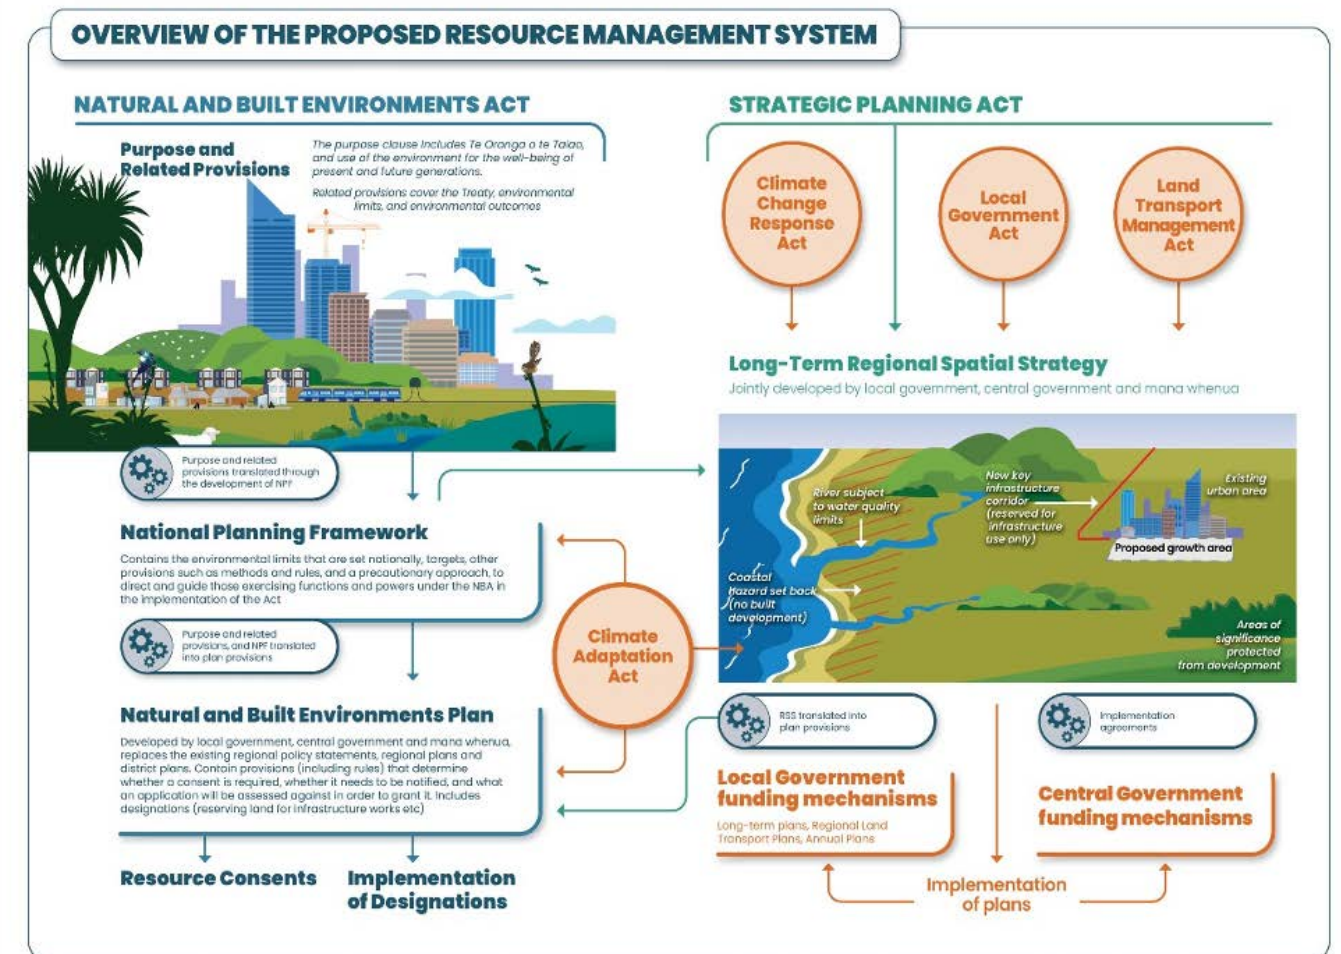 OVERVIEW OF THE PROPOSED RESOURCE MANAGEMENT SYSTEM
NATURAL AND BUILT ENVIRONMENTS ACT
Purpose and
Related Provisions
The purpose clause includes Te Oranga o te Taiao,
and use of the environment for the well-being of
present and future generations.
Related provisions cover the Treaty, environmental
limits, and environmental outcomes
Purpose and related
provisions translated through
the development of NPF
National Planning Framework
Contains the environmental limits that are set nationally, targets, other
provisions such as methods and rules, and a precautionary approach, to
direct and guide those exercising functions and powers under the NBA in
the implementation of the Act
Purpose and related
provisions, and NPF translated
into plan provisions
Natural and Built Environments Plan
Developed by local government, central government and mana whenua,
replaces the existing regional policy statements, regional plans and
district plans. Contain provisions (including rules) that determine
whether a consent is required, whether it needs to be notified, and what
an application will be assessed against in order to grant it. Includes
designations (reserving land for infrastructure works etc)
Resource Consents
Implementation
of Designations
Climate
Adaptation
Act
STRATEGIC PLANNING ACT
Climate
Change
Response
Act
Local
Government
Act
Land
Transport
Management
Act
Long-Term Regional Spatial Strategy
Jointly developed by local government, central government and mana whenua
River subject
to water quality
limits
New key
infrastructure
corridor
(reserved for
infrastructure
use only)
Existing
urban area
Proposed growth area
Coastal
Hazard set back
(no built
development)
Areas of
significance
protected
from development
RSS translated into
plan provisions
Implementation
agreements
Local Government
funding mechanisms
Long-term plans, Regional Land
Transport Plans, Annual Plans
Central Government
funding mechanisms
Implementation
of plans